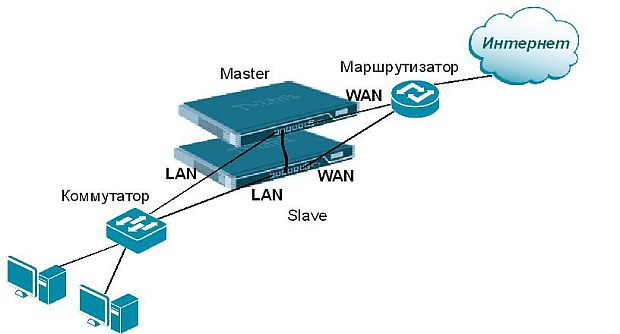 Интернет
Маршрутизатор
Master
WAN
LAN
WAN
LAN
Коммутатор
Slave